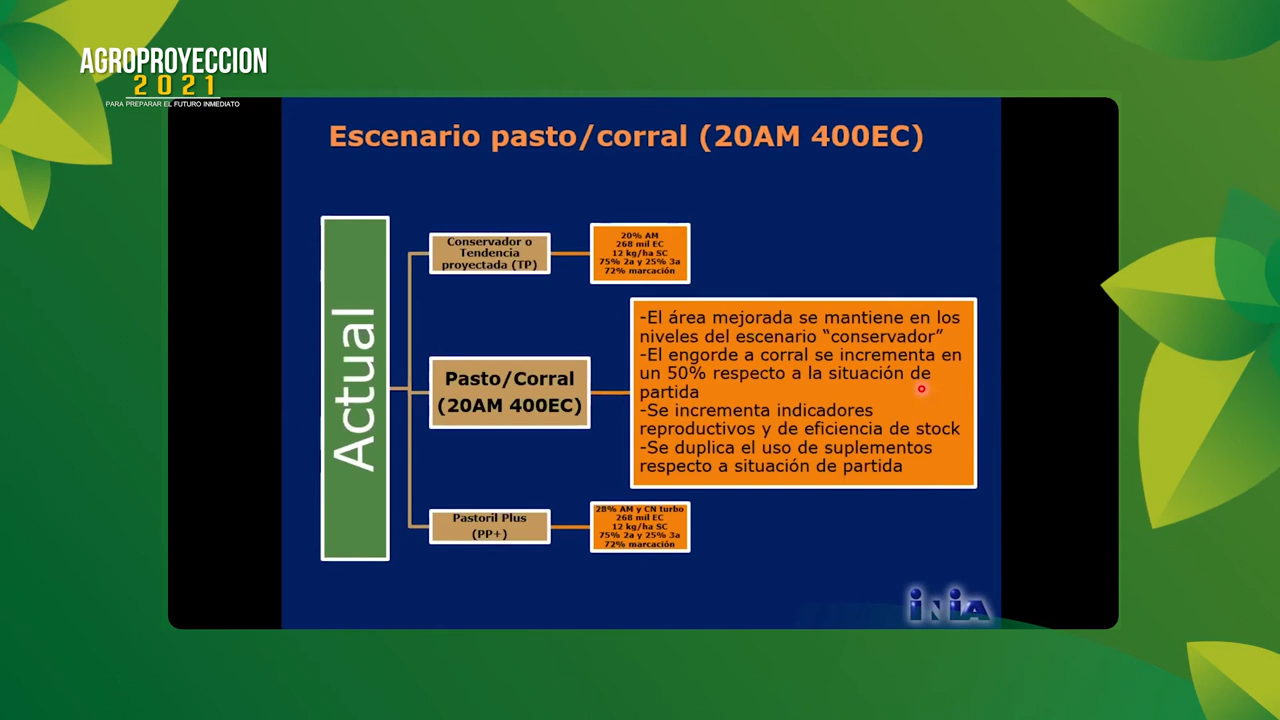 AGROPROYECCION
2021
PARA PREPARAR EL FUTURO INMEDIATO
Escenario pasto/corral (20AM 400EC)
Actual
Conservador o
Tendencia
proyectada (TP)
20% AM
268 mil EC
12 kg/ha SC
75% 2a y 25% 3a
72% marcación
Pasto/Corral
(20AM 400EC)
-El área mejorada se mantiene en los
niveles del escenario “conservador”
-El engorde a corral se incrementa en
un 50% respecto a la situación de
partida
-Se incrementa indicadores
reproductivos y de eficiencia de stock
-Se duplica el uso de suplementos
respecto a situación de partida
Pastoril Plus
(PP+)
28% AM y CN turbo
268 mil EC
12 kg/ha SC
75% 2a y 25% 3a
72% marcación
iNiA